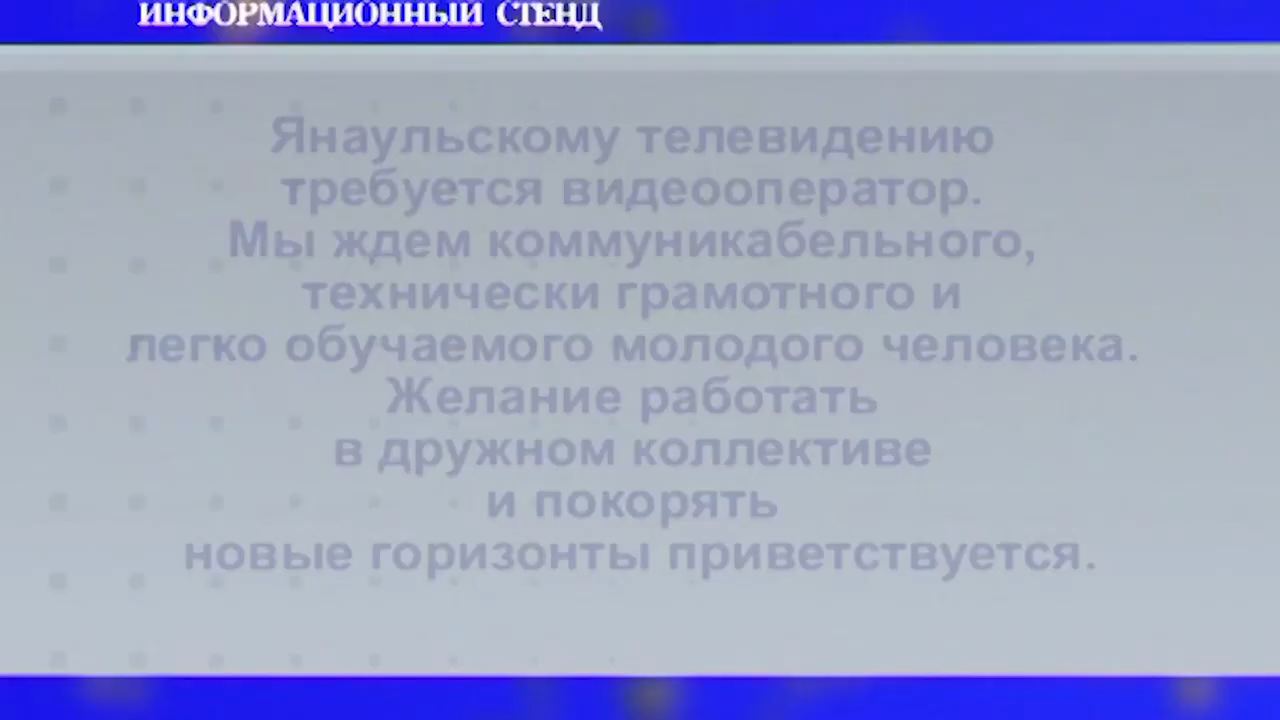 ИНФОРМАЦИОННЫЙ СТЕНД
Янаульскому телевидению
требуется видеооператор.
Мы ждем коммуникабельного,
технически грамотного и
легко обучаемого молодого человека.
Желание работать
в дружном коллективе
и покорять
новые горизонты приветствуется.